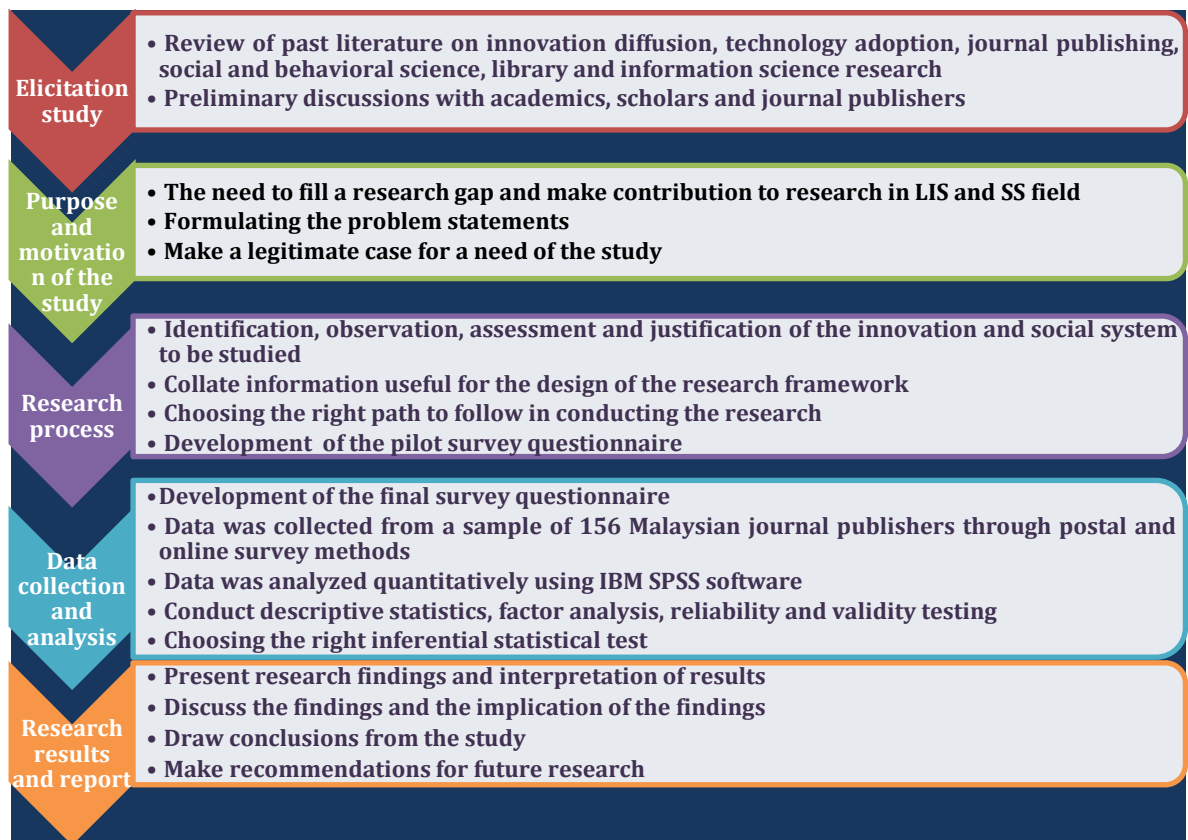 Elicitation
study
• Review of past literature on innovation diffusion, technology adoption, journal publishing,
social and behavioral science, library and information science research
• Preliminary discussions with academics, scholars and journal publishers
Purpose
and
motivatio
n of the
study
• The need to fill a research gap and make contribution to research in LIS and SS field
• Formulating the problem statements
• Make a legitimate case for a need of the study
Research
process
• Identification, observation, assessment and justification of the innovation and social system
to be studied
• Collate information useful for the design of the research framework
• Choosing the right path to follow in conducting the research
• Development of the pilot survey questionnaire
Data
collection
and
analysis
• Development of the final survey questionnaire
• Data was collected from a sample of 156 Malaysian journal publishers through postal and
online survey methods
• Data was analyzed quantitatively using IBM SPSS software
• Conduct descriptive statistics, factor analysis, reliability and validity testing
• Choosing the right inferential statistical test
Research
results
and report
• Present research findings and interpretation of results
• Discuss the findings and the implication of the findings
• Draw conclusions from the study
• Make recommendations for future research